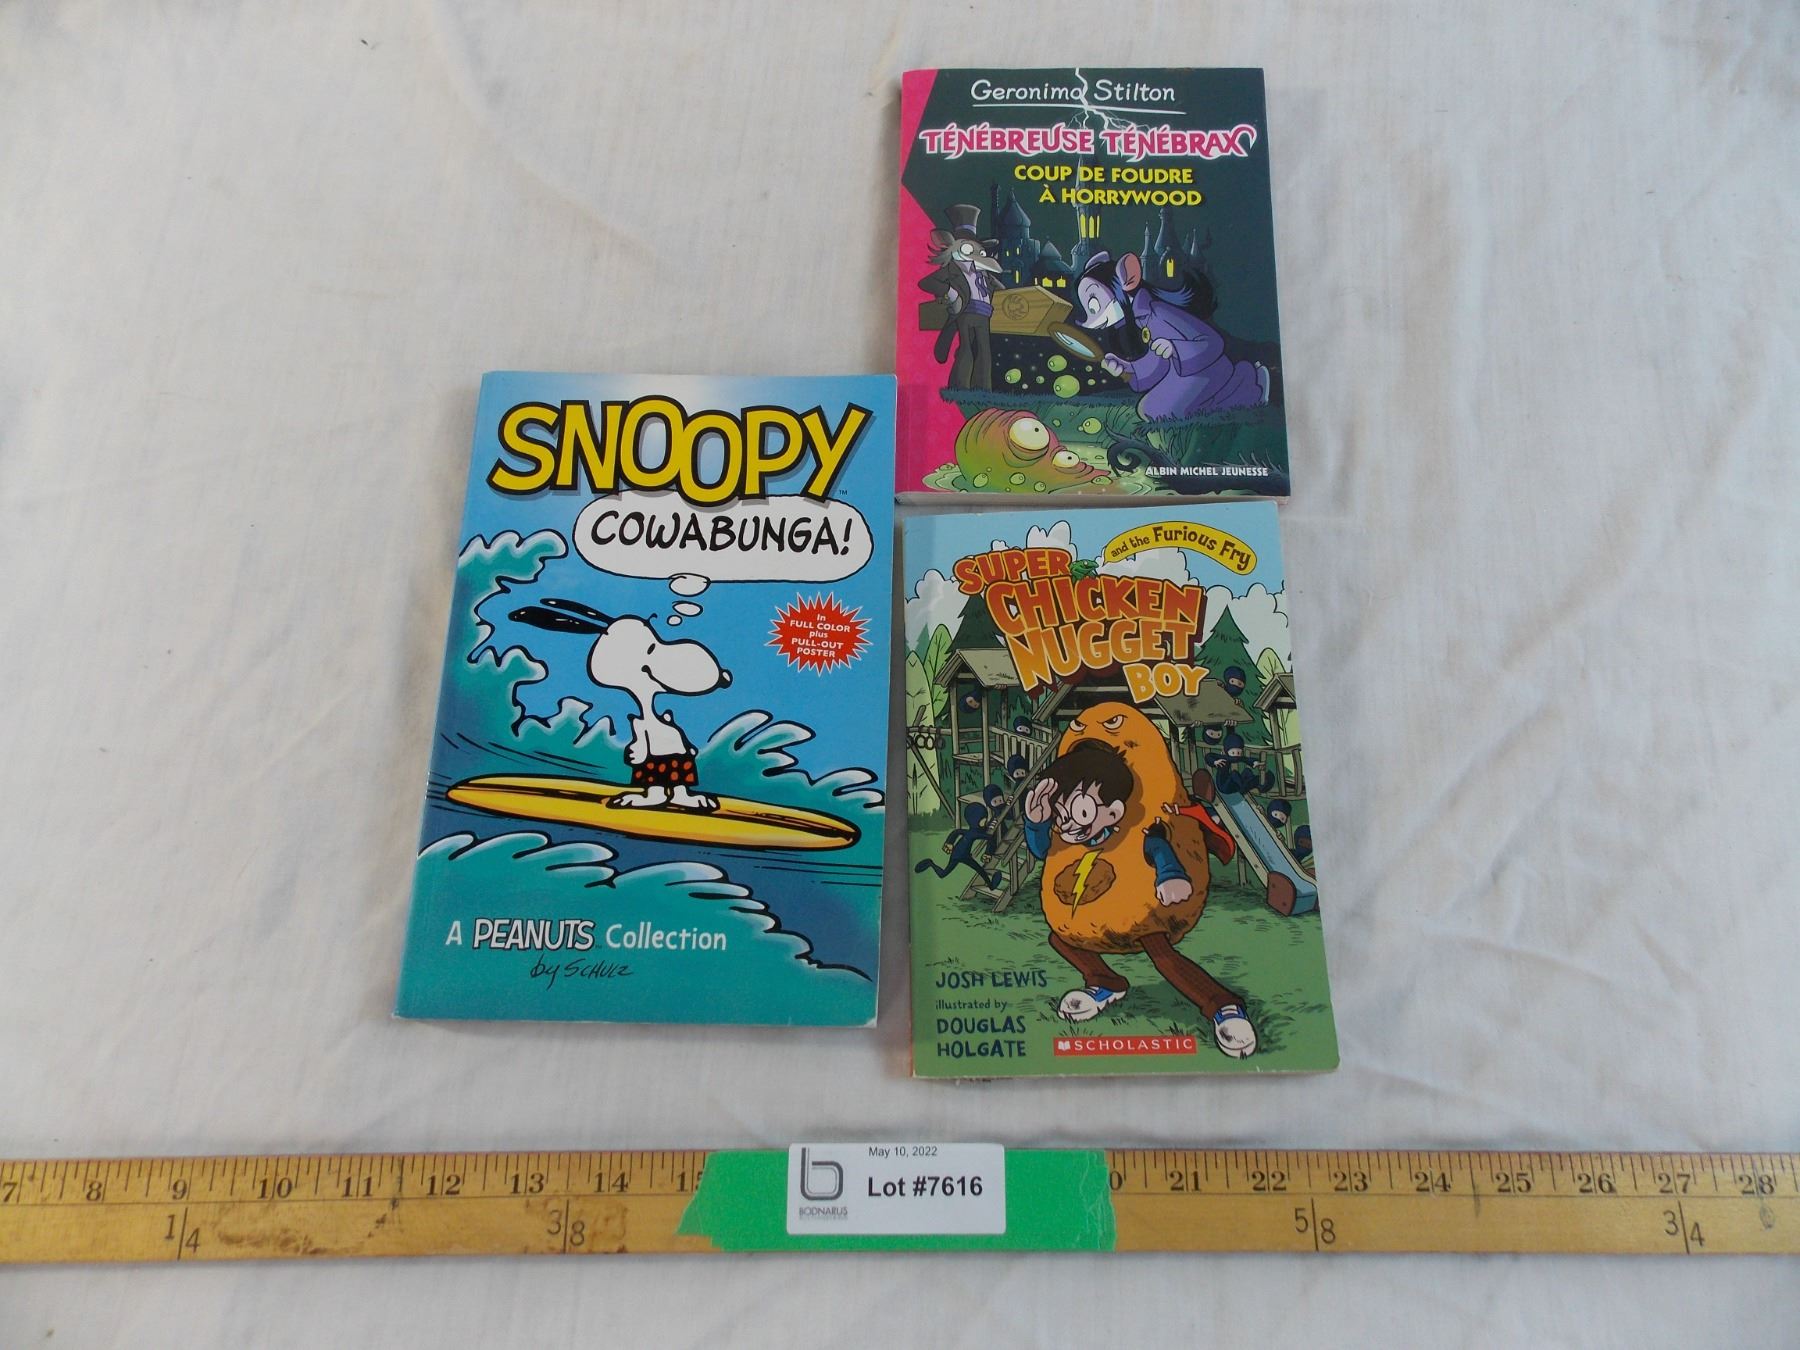 Geronimo Stilton
TÉNÉBREUSE TÉNÉBRAX
COUP DE FOUDRE
À HORRYWOOD
ALBIN MICHEL JEUNESSE
SNOOPY
TM
COWABUNGA!
In
FULL COLOR
plus
PULL-OUT
POSTER
A PEANUTS Collection
by SCHULZ
and the Furious Fry
SUPER
CHICKEN
NUGGET
BOY
JOSH LEWIS
illustrated by
DOUGLAS
HOLGATE
SCHOLASTIC
May 10, 2022
Lot #7616
BODNARUS
7 8 9 10 11 12 13 14 15 0 21 22 23 24 25 26 27 28
1/4 3/8 5/8 3/4